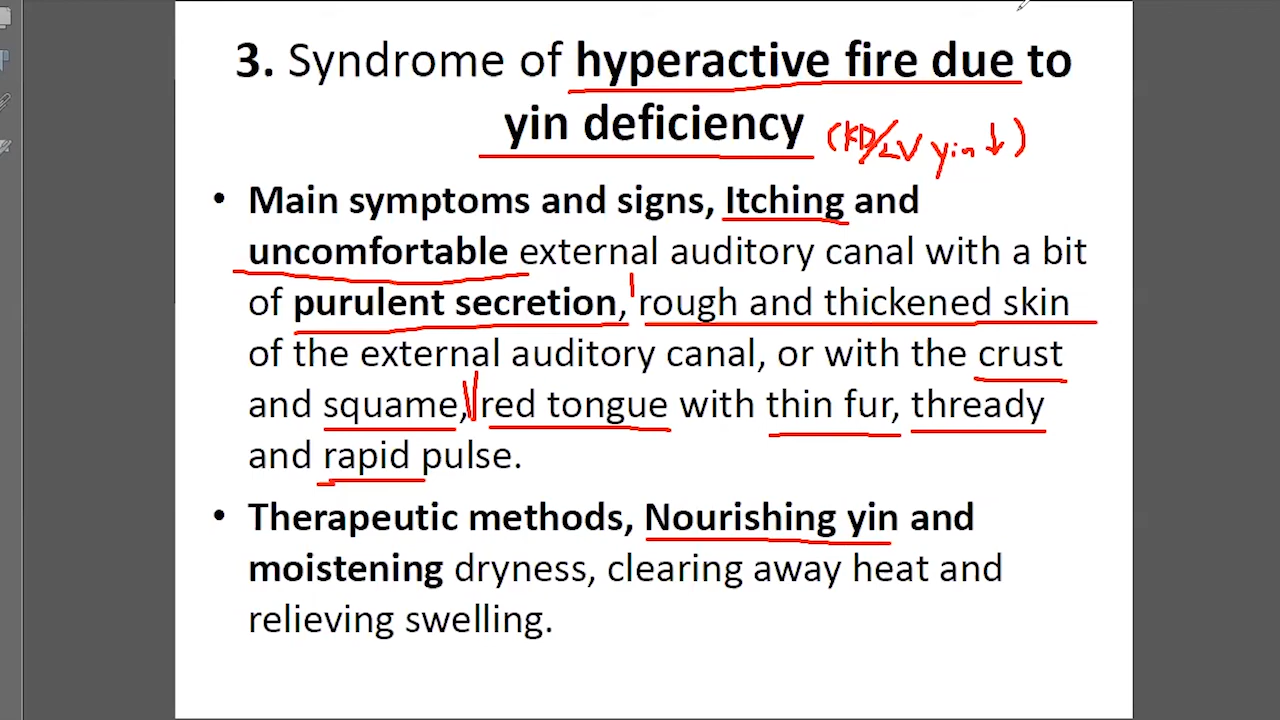 3. Syndrome of hyperactive fire due to
yin deficiency (KD/LV yin ↓)
• Main symptoms and signs, Itching and
uncomfortable external auditory canal with a bit
of purulent secretion, rough and thickened skin
of the external auditory canal, or with the crust
and squame, red tongue with thin fur, thready
and rapid pulse.
• Therapeutic methods, Nourishing yin and
moistening dryness, clearing away heat and
relieving swelling.